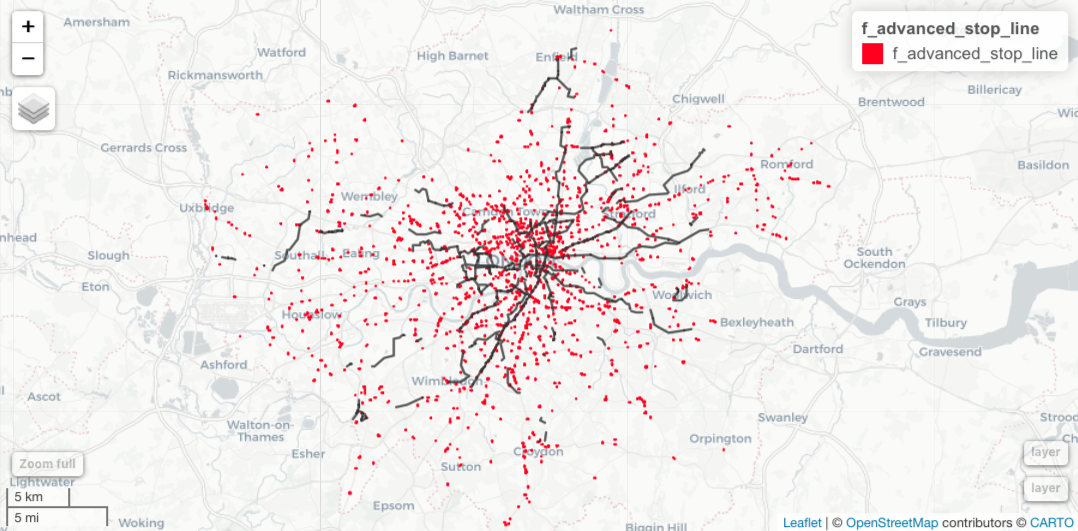 Waltham Cross
Amersham
+
f_advanced_stop_line
f_advanced_stop_line
Watford
High Barnet
Enfield
−
Rickmansworth
Chigwell
Billericay
Brentwood
Gerrards Cross
Romford
Basildon
Wembley
Ilford
Uxbridge
Camden Town
Stratford
Southall
Ealing
Slough
South
Ockendon
Eton
Woolwich
Grays
Hounslow
Bexleyheath
Tilbury
Dartford
Gravesend
Ashford
Wimbledon
Ascot
Swanley
Walton-on-
Thames
Orpington
Esher
Croydon
layer
Zoom full
Sutton
Lightwater
layer
5 km
Epsom
5 mi
Woking
Biggin Hill
Leaflet | © OpenStreetMap contributors © CARTO